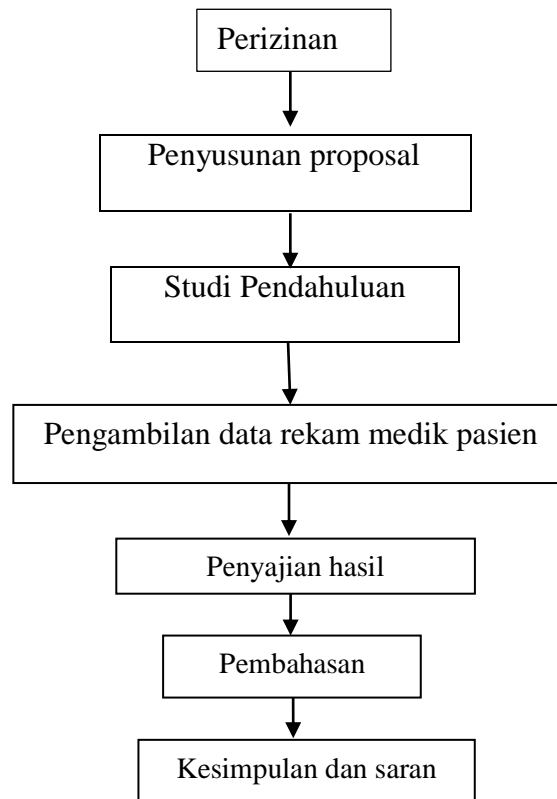 Perizinan
Penyusunan proposal
Studi Pendahuluan
Pengambilan data rekam medik pasien
Penyajian hasil
Pembahasan
Kesimpulan dan saran